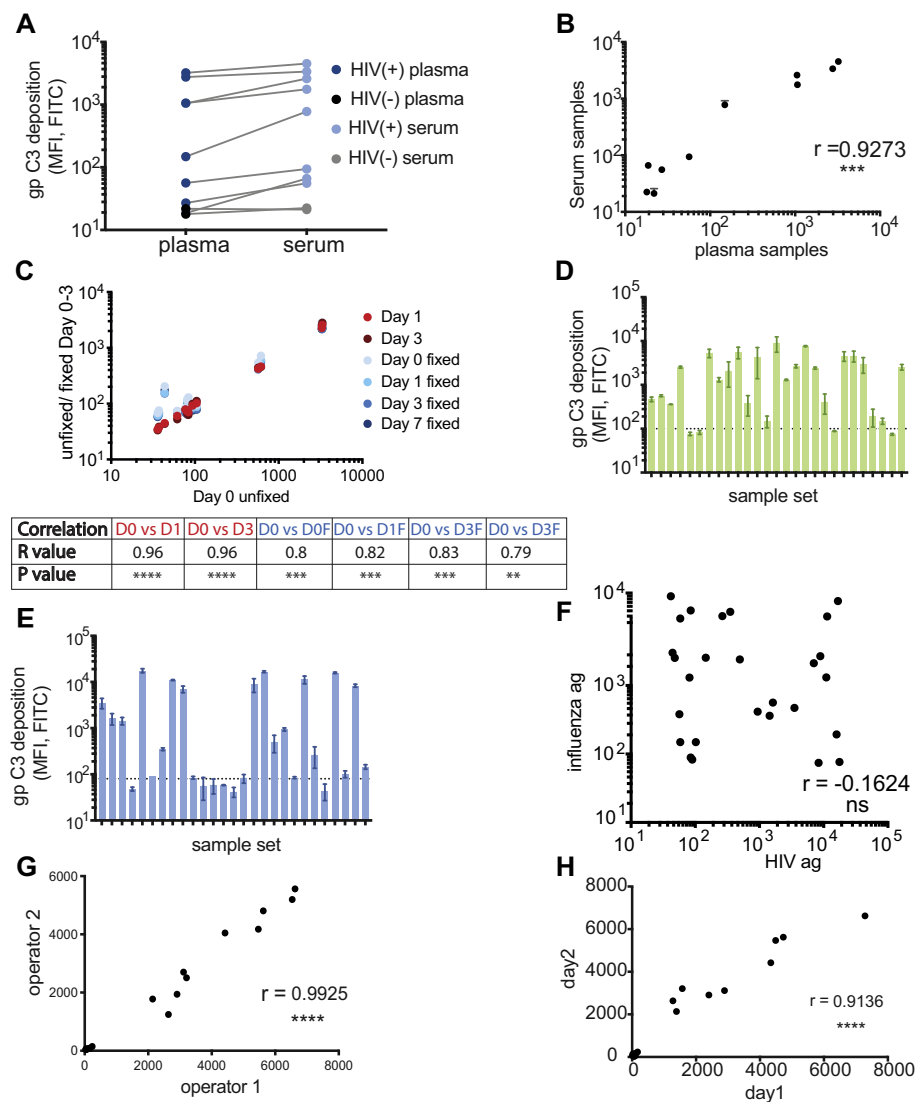 A
gp C3 deposition
(MFI, FITC)
10⁴
10³
10²
10¹
plasma
serum
HIV(+) plasma
HIV(-) plasma
HIV(+) serum
HIV(-) serum
B
Serum samples
10⁴
10³
10²
10¹
10¹ 10² 10³ 10⁴
plasma samples
r =0.9273
***
C
unfixed/ fixed Day 0-3
10⁴
10³
10²
10¹
10 100 1000 10000
Day 0 unfixed
Day 1
Day 3
Day 0 fixed
Day 1 fixed
Day 3 fixed
Day 7 fixed
D
gp C3 deposition
(MFI, FITC)
10⁵
10⁴
10³
10²
10¹
sample set
Correlation D0 vs D1 D0 vs D3 D0 vs D0F D0 vs D1F D0 vs D3F D0 vs D3F
R value 0.96 0.96 0.8 0.82 0.83 0.79
P value **** **** *** *** *** **
E
gp C3 deposition
(MFI, FITC)
10⁵
10⁴
10³
10²
10¹
sample set
F
influenza ag
10⁴
10³
10²
10¹
10¹ 10² 10³ 10⁴ 10⁵
HIV ag
r = -0.1624
ns
G
operator 2
6000
4000
2000
0
0 2000 4000 6000 8000
operator 1
r = 0.9925
****
H
day2
8000
6000
4000
2000
0
0 2000 4000 6000 8000
day1
r = 0.9136
****